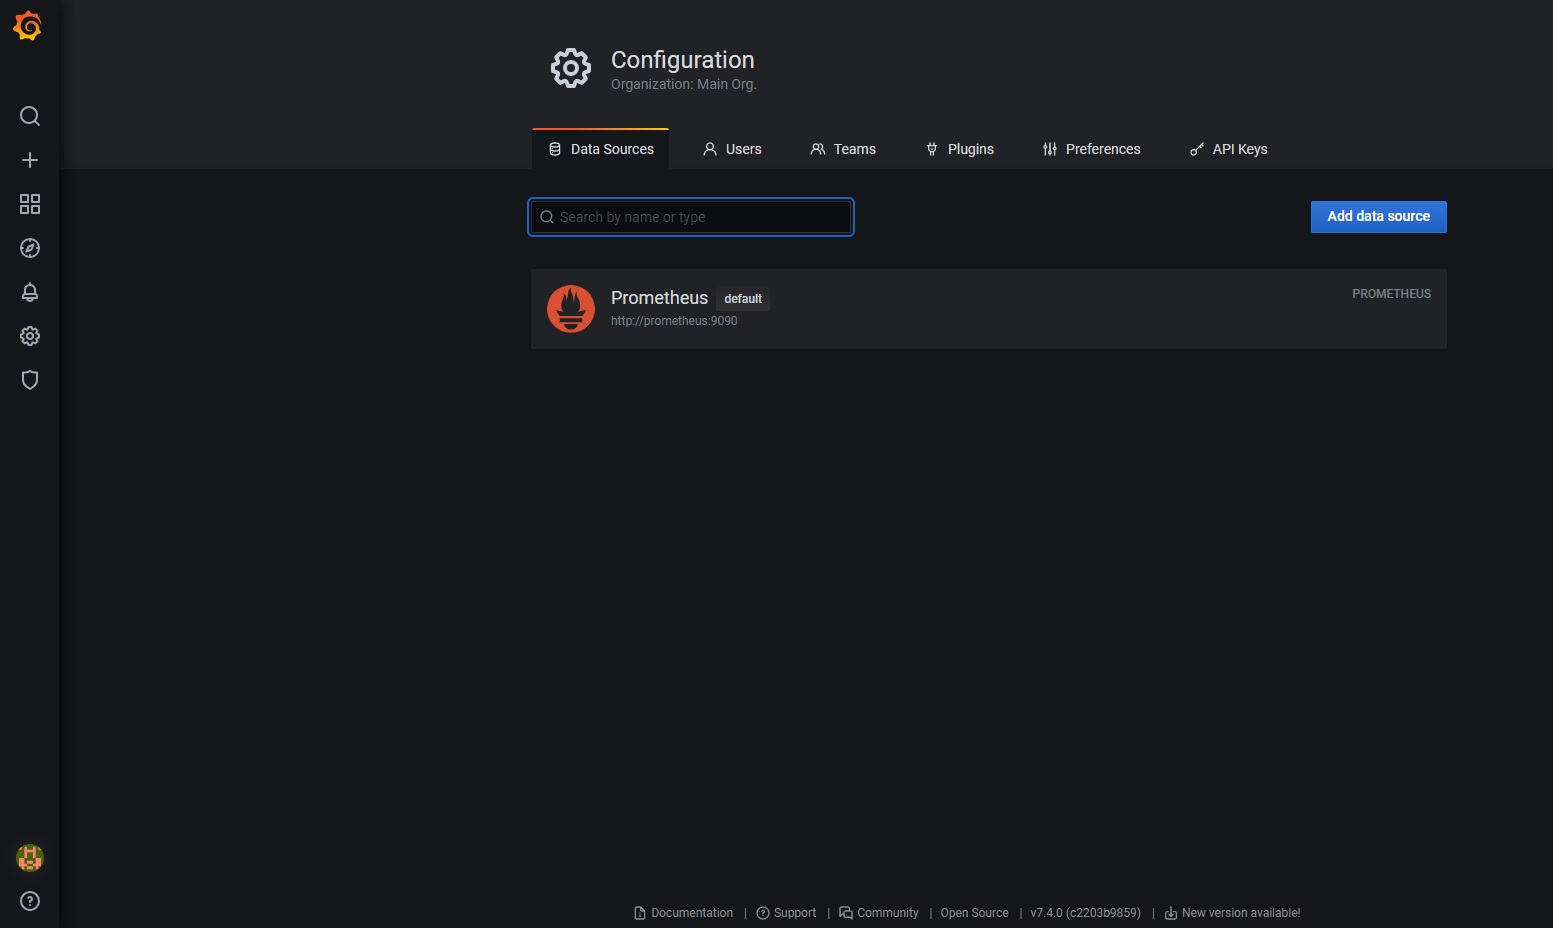 Configuration
Organization: Main Org.
Data Sources
Users
Teams
Plugins
Preferences
API Keys
Search by name or type
Add data source
Prometheus default
PROMETHEUS
http://prometheus:9090
Documentation | Support | Community | Open Source | v7.4.0 (c2203b9859) | New version available!